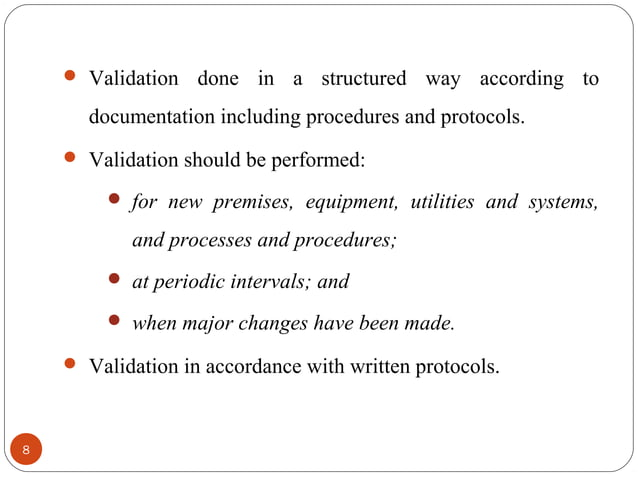 Validation done in a structured way according to
documentation including procedures and protocols.
Validation should be performed:
for new premises, equipment, utilities and systems,
and processes and procedures;
at periodic intervals; and
when major changes have been made.
Validation in accordance with written protocols.
8